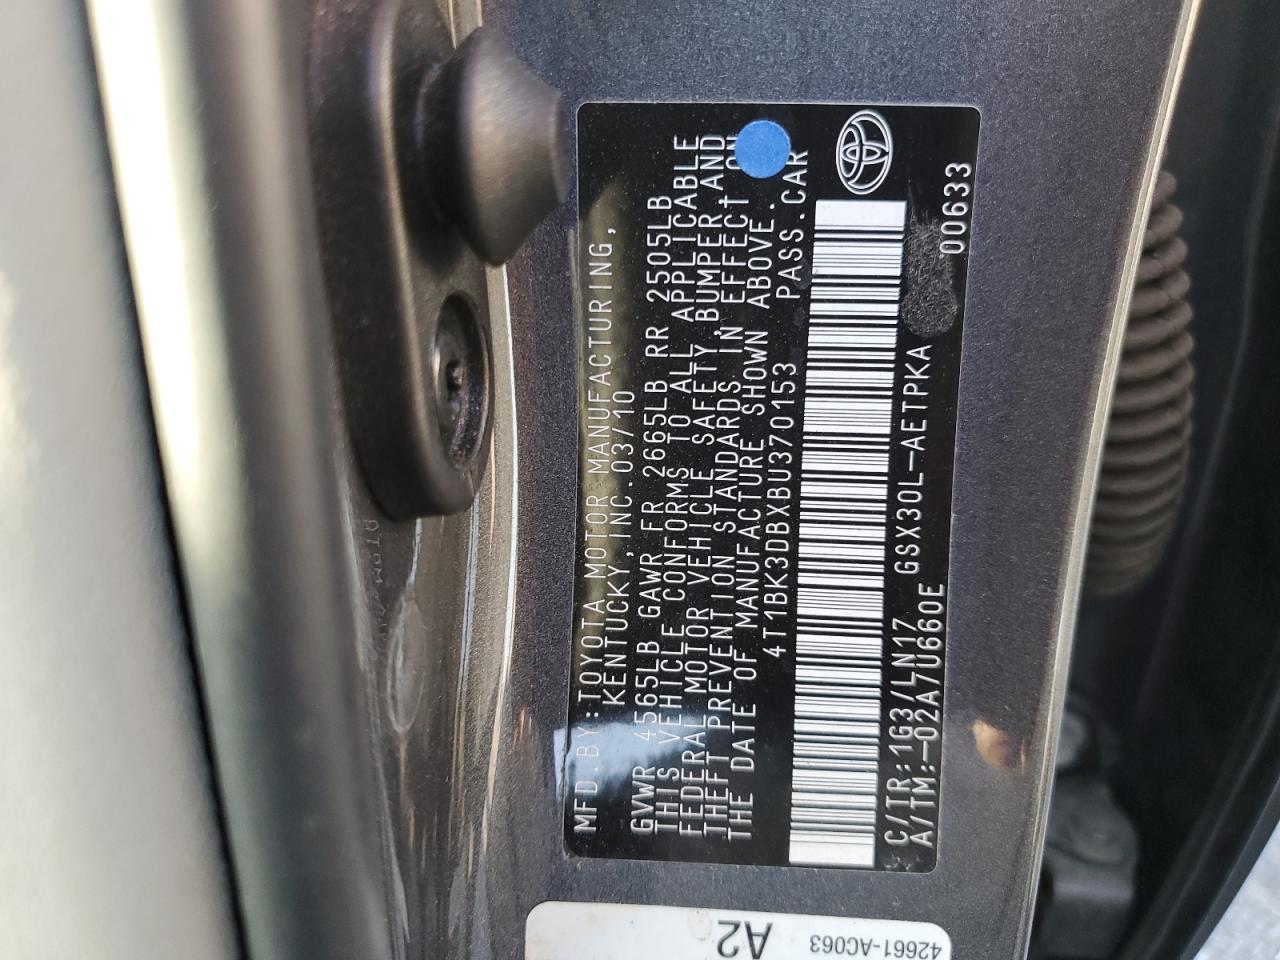 MFD.BY:TOYOTA MOTOR MANUFACTURING,
KENTUCKY,INC. 03/10
GVWR 4565LB GAWR FR 2665LB RR 2505LB
THIS VEHICLE CONFORMS TO ALL APPLICABLE
FEDERAL MOTOR VEHICLE SAFETY,BUMPER,AND
THEFT PREVENTION STANDARDS IN EFFECT ON
THE DATE OF MANUFACTURE SHOWN ABOVE.
4T1BK3DBXBU370153 PASS.CAR
C/TR:1G3/LN17 GSX30L-AETPKA
A/TM:-02A/U660E 00633
A2
42661-AC063